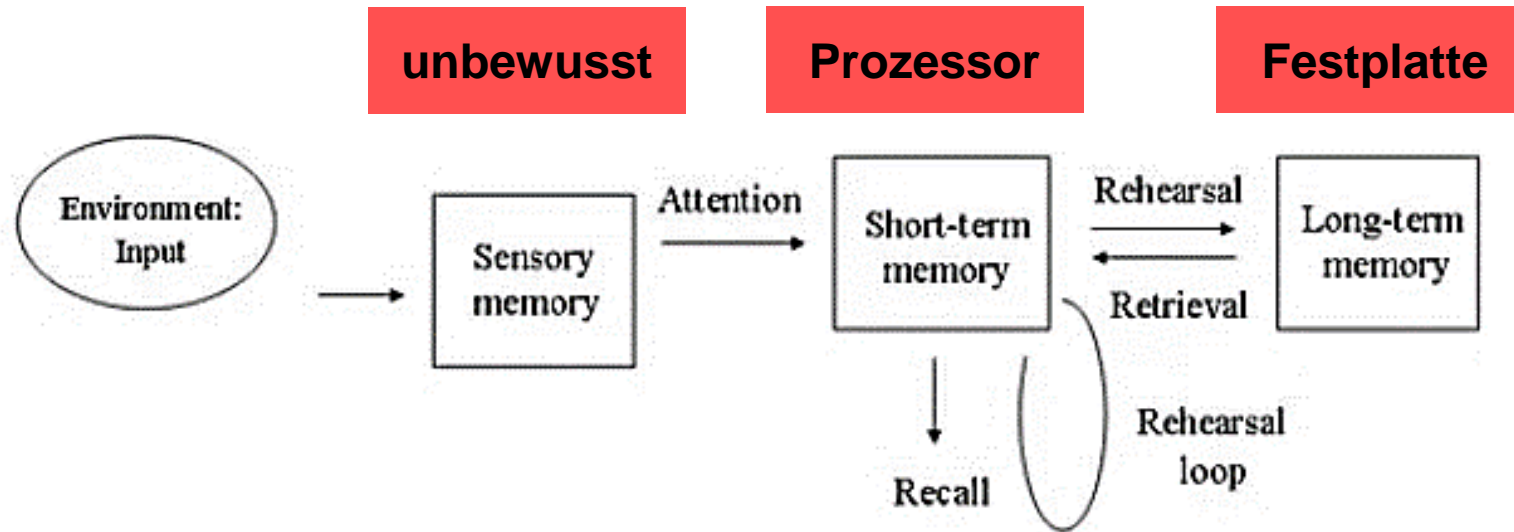 unbewusst
Prozessor
Festplatte
Environment:
Input
Sensory
memory
Attention
Short-term
memory
Rehearsal
Retrieval
Long-term
memory
Recall
Rehearsal
loop